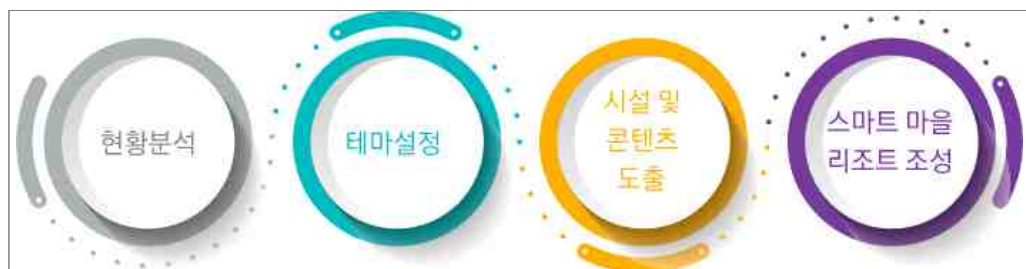 현황분석
테마설정
시설 및
콘텐츠
도출
스마트 마을
리조트 조성